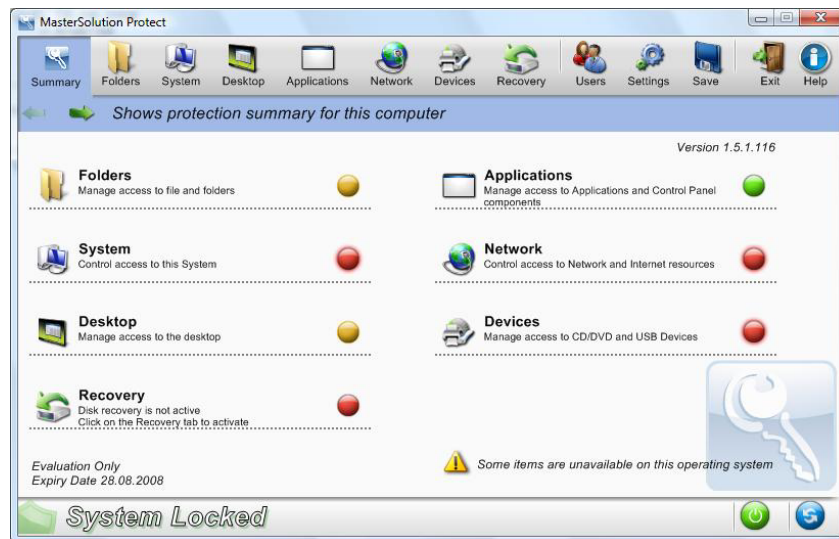 MasterSolution Protect
Summary Folders System Desktop Applications Network Devices Recovery Users Settings Save Exit Help
Shows protection summary for this computer
Version 1.5.1.116
Folders
Manage access to file and folders
Applications
Manage access to Applications and Control Panel
components
System
Control access to this System
Network
Control access to Network and Internet resources
Desktop
Manage access to the desktop
Devices
Manage access to CD/DVD and USB Devices
Recovery
Disk recovery is not active
Click on the Recovery tab to activate
Evaluation Only
Expiry Date 28.08.2008
Some items are unavailable on this operating system
System Locked